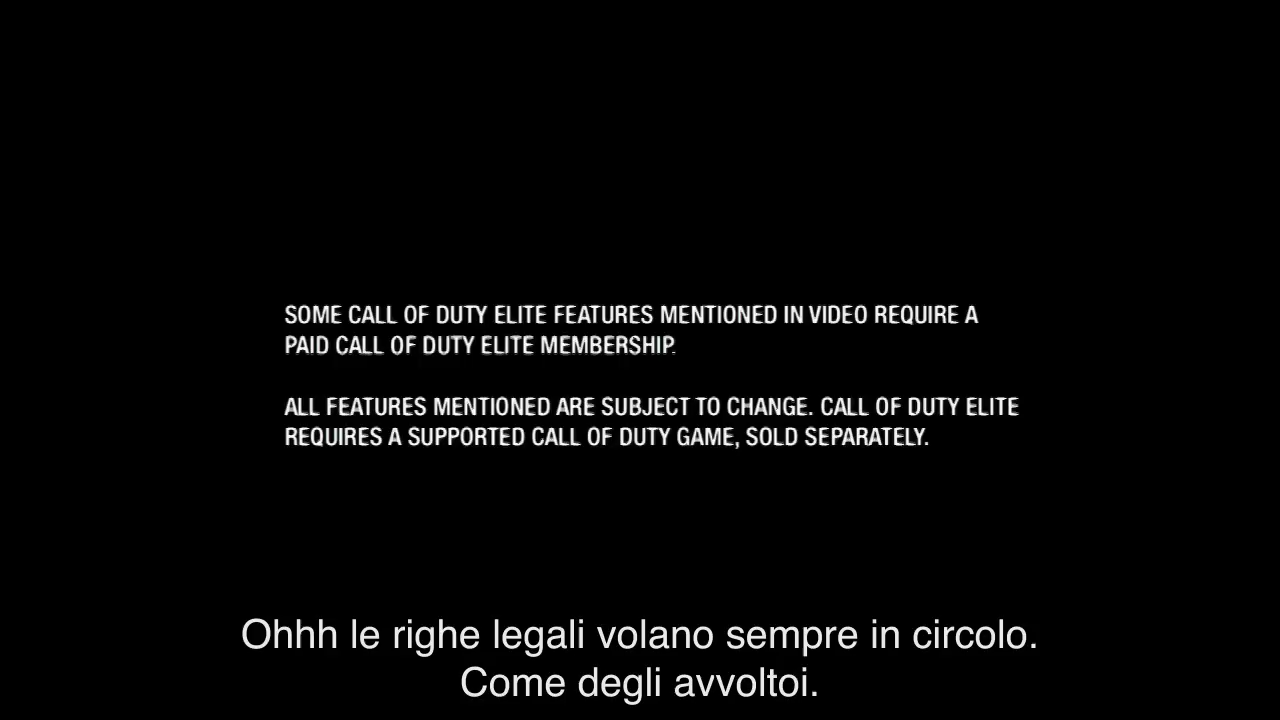 SOME CALL OF DUTY ELITE FEATURES MENTIONED IN VIDEO REQUIRE A
PAID CALL OF DUTY ELITE MEMBERSHIP.
ALL FEATURES MENTIONED ARE SUBJECT TO CHANGE. CALL OF DUTY ELITE
REQUIRES A SUPPORTED CALL OF DUTY GAME, SOLD SEPARATELY.
Ohhh le righe legali volano sempre in circolo.
Come degli avvoltoi.